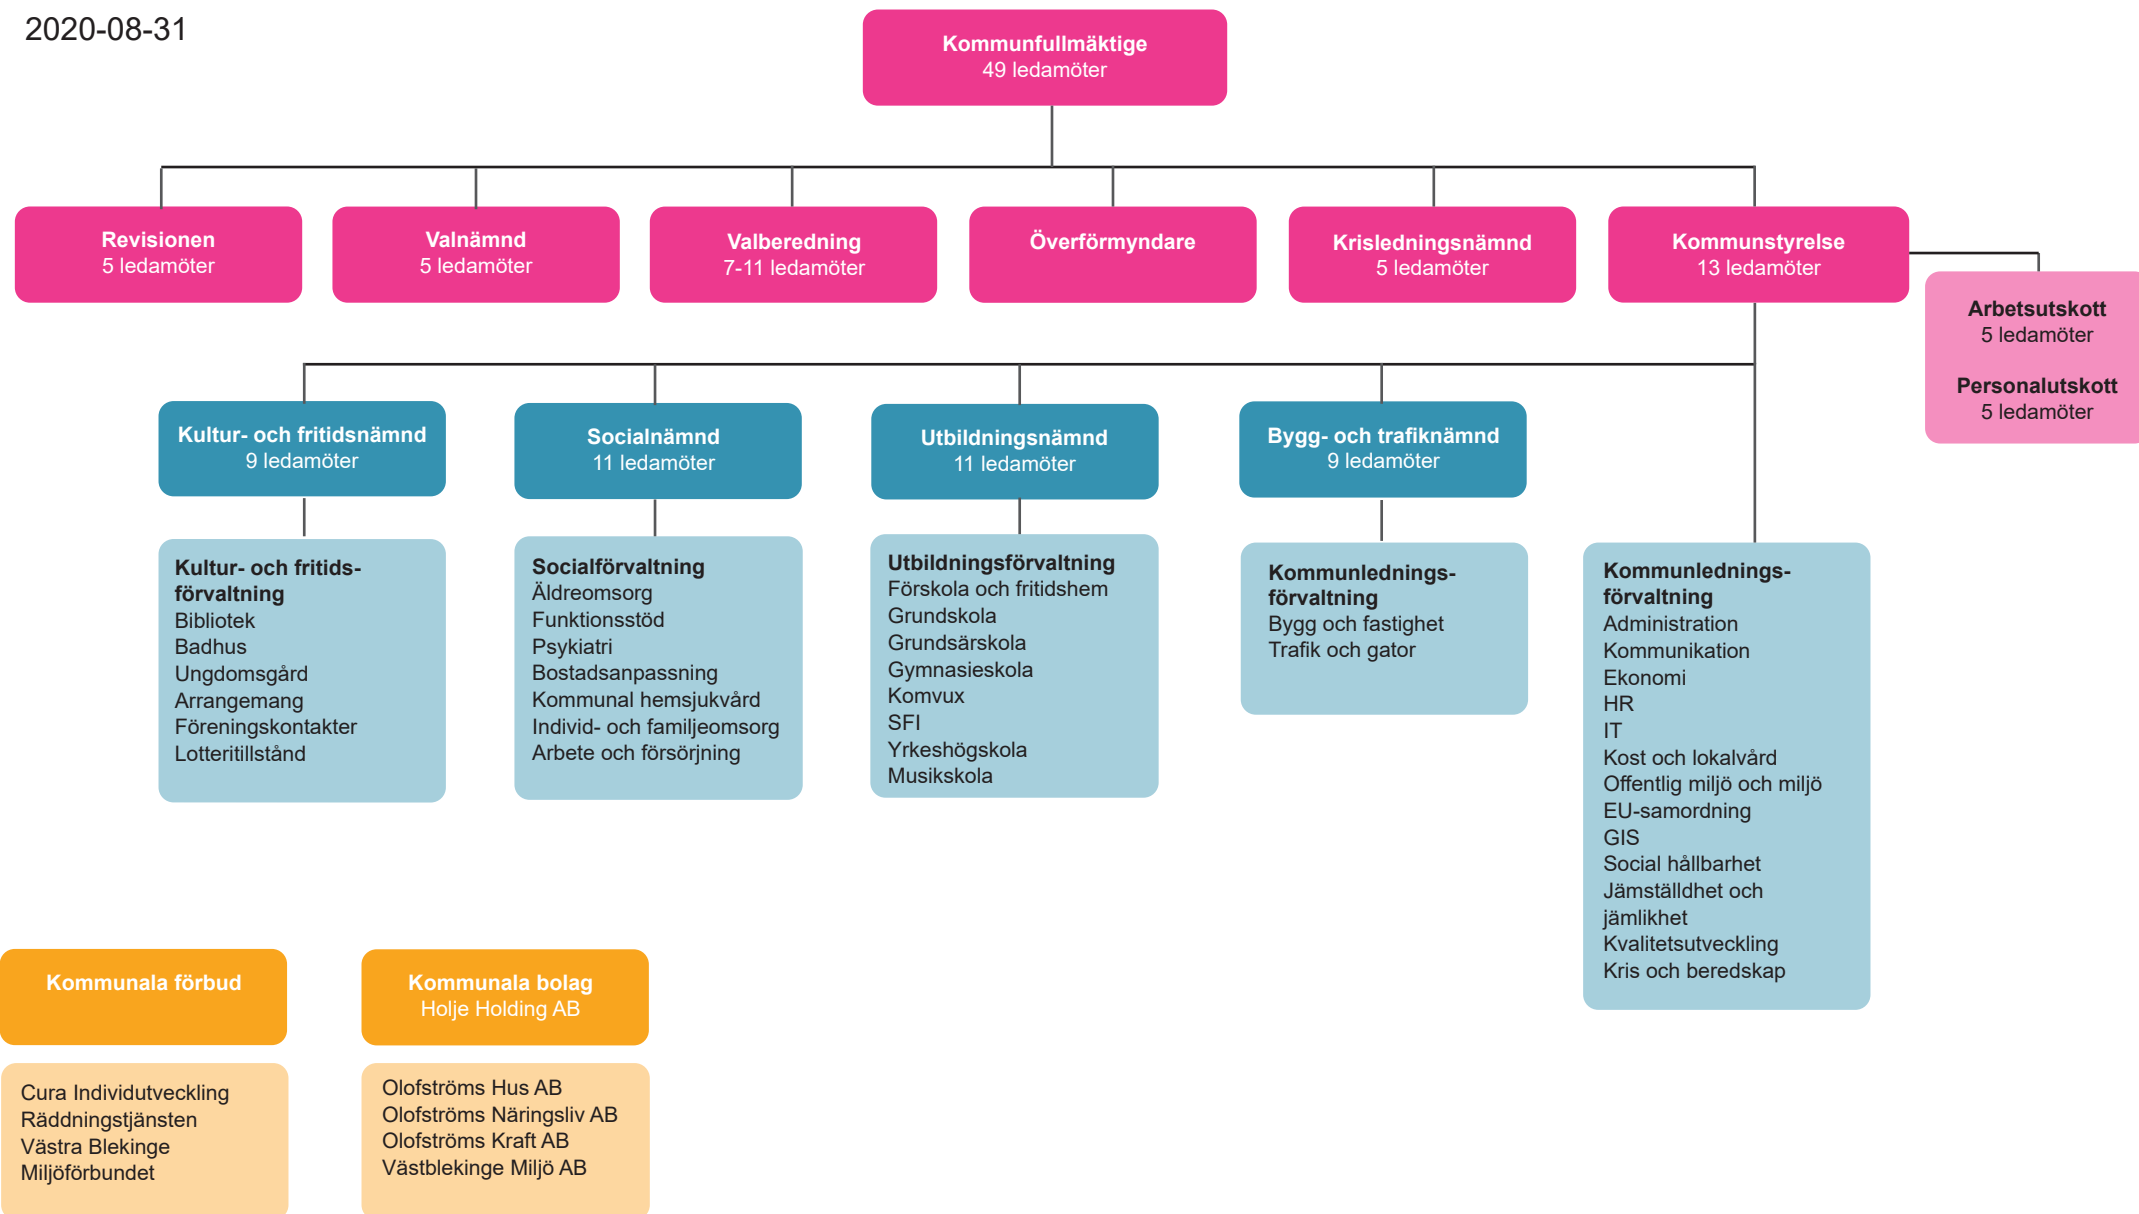 2020-08-31
Kommunfullmäktige
49 ledamöter
Revisionen
5 ledamöter
Valnämnd
5 ledamöter
Valberedning
7-11 ledamöter
Överförmyndare
Krisledningsnämnd
5 ledamöter
Kommunstyrelse
13 ledamöter
Arbetsutskott
5 ledamöter
Personalutskott
5 ledamöter
Kultur- och fritidsnämnd
9 ledamöter
Socialnämnd
11 ledamöter
Utbildningsnämnd
11 ledamöter
Bygg- och trafiknämnd
9 ledamöter
Kultur- och fritids-
förvaltning
Bibliotek
Badhus
Ungdomsgård
Arrangemang
Föreningskontakter
Lotteritillstånd
Socialförvaltning
Äldreomsorg
Funktionsstöd
Psykiatri
Bostadsanpassning
Kommunal hemsjukvård
Individ- och familjeomsorg
Arbete och försörjning
Utbildningsförvaltning
Förskola och fritidshem
Grundskola
Grundsärskola
Gymnasieskola
Komvux
SFI
Yrkeshögskola
Musikskola
Kommunlednings-
förvaltning
Bygg och fastighet
Trafik och gator
Kommunlednings-
förvaltning
Administration
Kommunikation
Ekonomi
HR
IT
Kost och lokalvård
Offentlig miljö och miljö
EU-samordning
GIS
Social hållbarhet
Jämställdhet och
jämlikhet
Kvalitetsutveckling
Kris och beredskap
Kommunala förbud
Cura Individutveckling
Räddningstjänsten
Västra Blekinge
Miljöförbundet
Kommunala bolag
Holje Holding AB
Olofströms Hus AB
Olofströms Näringsliv AB
Olofströms Kraft AB
Västblekinge Miljö AB